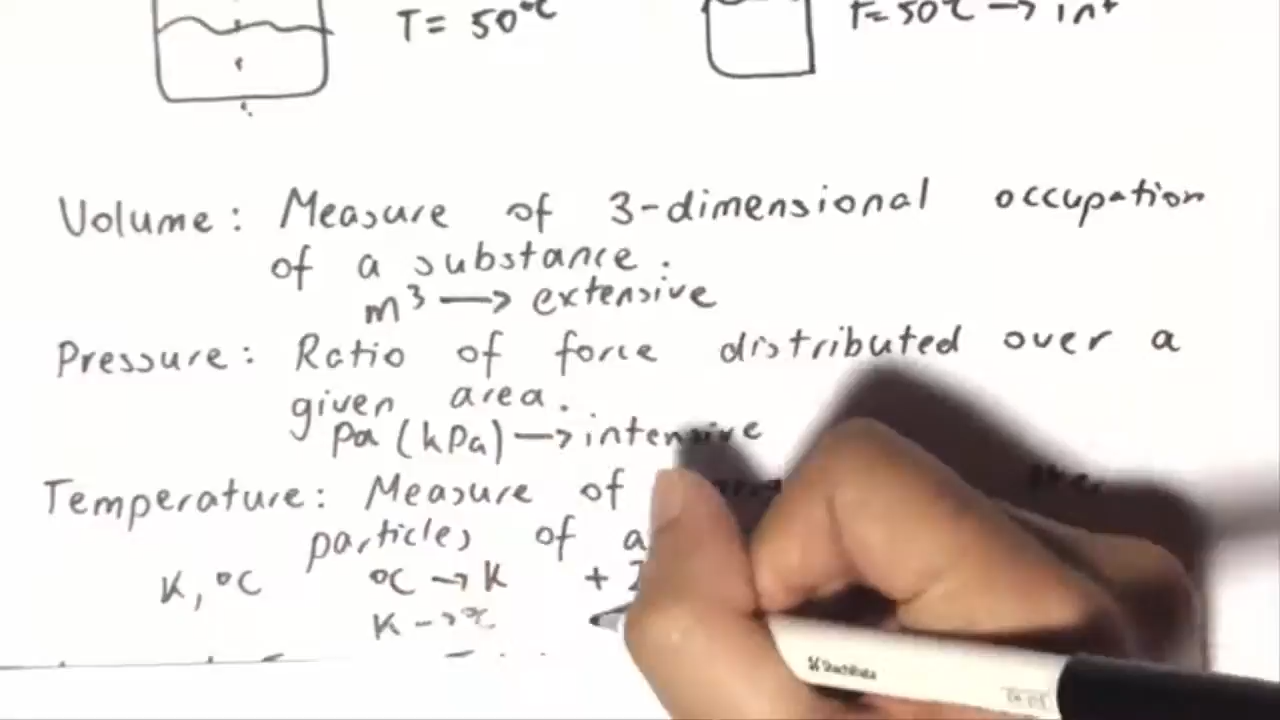 T = 50°C
T= 50°C → int
Volume: Measure of 3-dimensional occupation
of a substance.
m³ → extensive
Pressure: Ratio of force distributed over a
given area.
Pa (kPa) → intensive
Temperature: Measure of
particles of a
K, °C °C → K + 2
K → °C